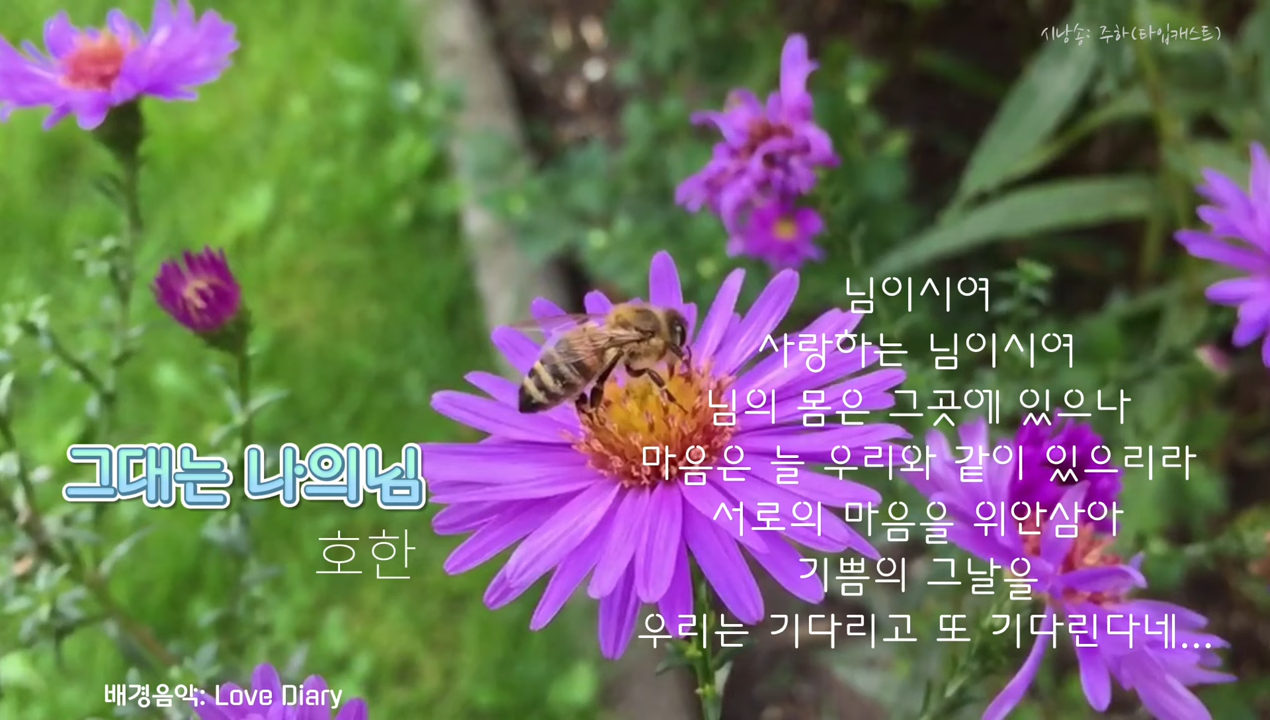 시낭송: 주하(타입캐스트)
님이시여
사랑하는 님이시여
님의 몸은 그곳에 있으나
마음은 늘 우리와 같이 있으리라
서로의 마음을 위안삼아
기쁨의 그날을
우리는 기다리고 또 기다린다네...
그대는 나의님
호한
배경음악: Love Diary